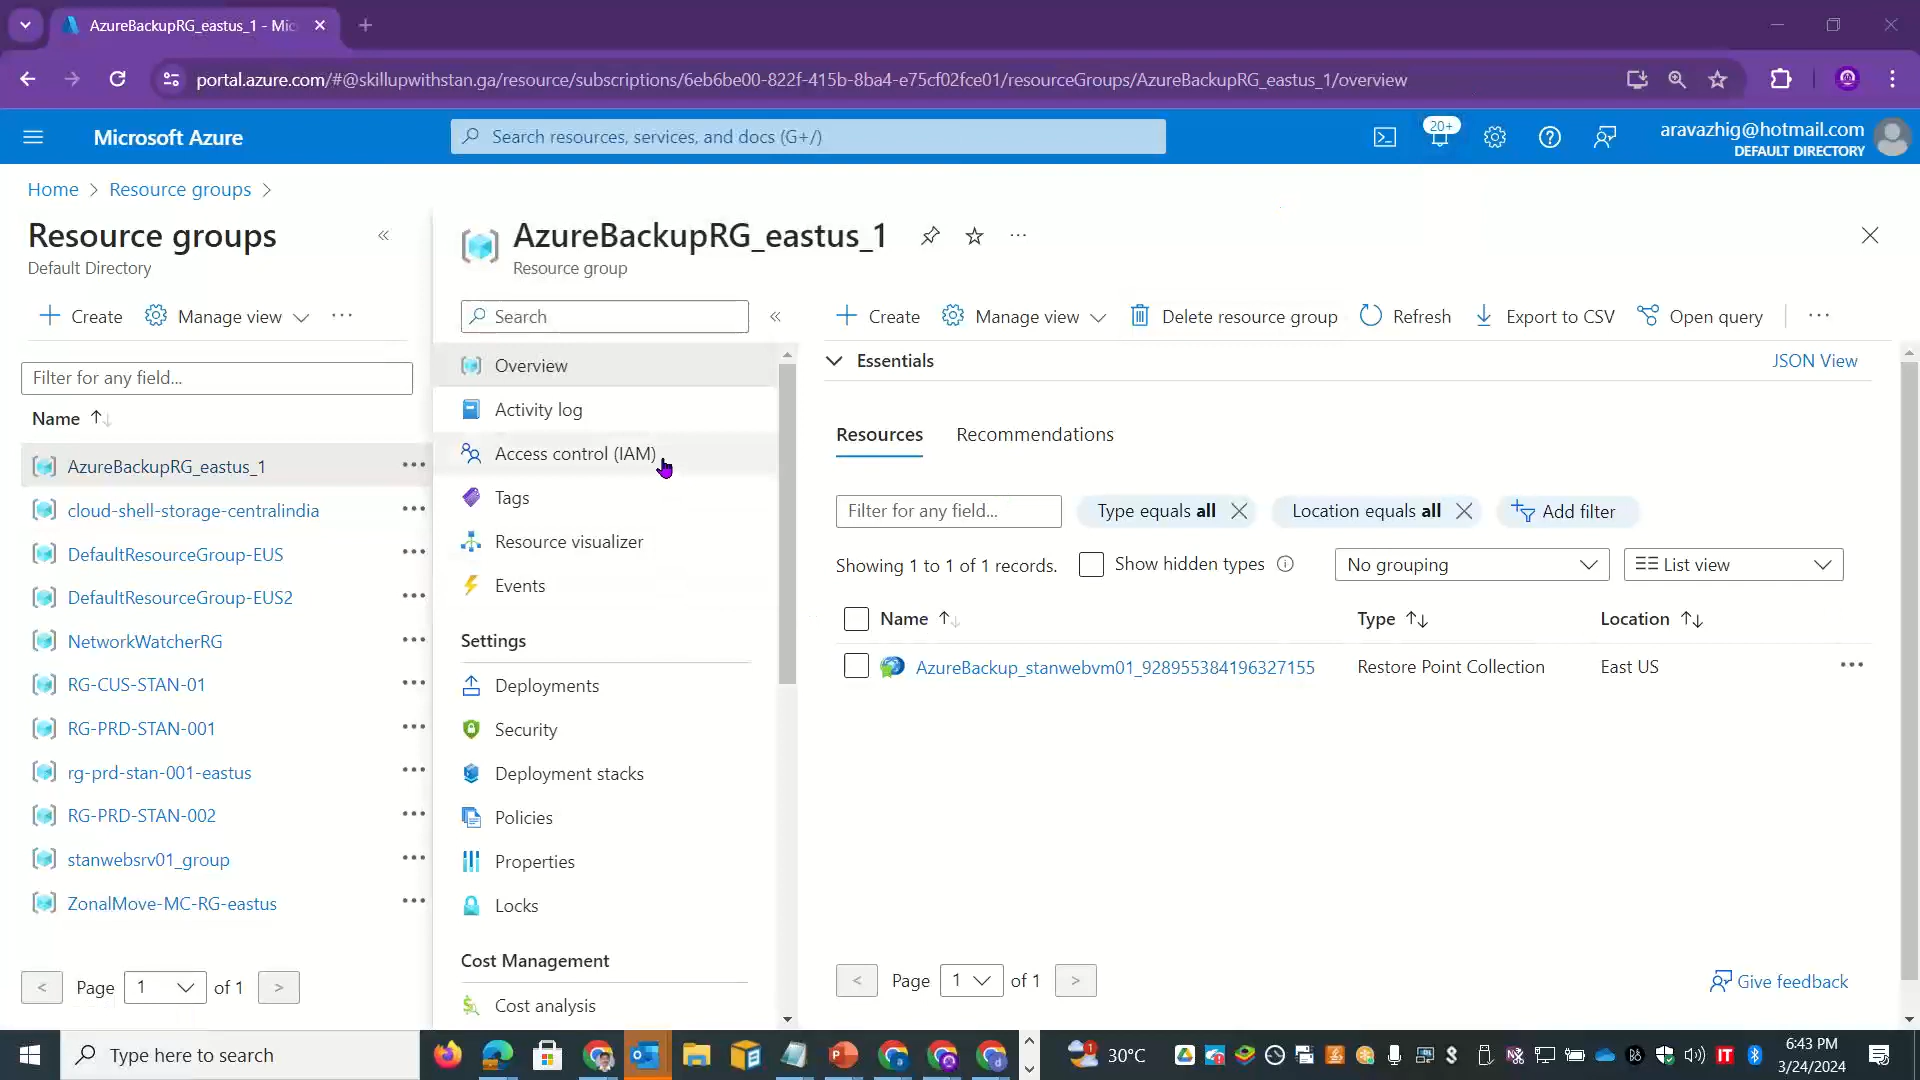 AzureBackupRG_eastus_1 - Mic
portal.azure.com/#@skillupwithstan.ga/resource/subscriptions/6eb6be00-822f-415b-8ba4-e75cf02fce01/resourceGroups/AzureBackupRG_eastus_1/overview
Microsoft Azure
Search resources, services, and docs (G+/)
20+
aravazhig@hotmail.com
DEFAULT DIRECTORY
Home > Resource groups >
Resource groups
Default Directory
Create
Manage view
Filter for any field...
Name
AzureBackupRG_eastus_1
cloud-shell-storage-centralindia
DefaultResourceGroup-EUS
DefaultResourceGroup-EUS2
NetworkWatcherRG
RG-CUS-STAN-01
RG-PRD-STAN-001
rg-prd-stan-001-eastus
RG-PRD-STAN-002
stanwebsrv01_group
ZonalMove-MC-RG-eastus
< Page 1 of 1 >
AzureBackupRG_eastus_1
Resource group
Search
Overview
Activity log
Access control (IAM)
Tags
Resource visualizer
Events
Settings
Deployments
Security
Deployment stacks
Policies
Properties
Locks
Cost Management
Cost analysis
Create
Manage view
Delete resource group
Refresh
Export to CSV
Open query
Essentials
JSON View
Resources
Recommendations
Filter for any field...
Type equals all
Location equals all
Add filter
Showing 1 to 1 of 1 records.
Show hidden types
No grouping
List view
Name
Type
Location
AzureBackup_stanwebvm01_928955384196327155
Restore Point Collection
East US
< Page 1 of 1 >
Give feedback
Type here to search
30°C
6:43 PM
3/24/2024